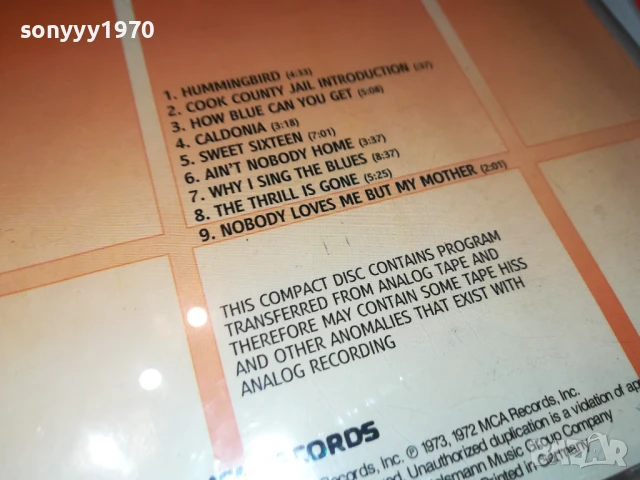 sonyyy1970
1. HUMMINGBIRD (4:33)
2. COOK COUNTY JAIL INTRODUCTION (:37)
3. HOW BLUE CAN YOU GET (5:08)
4. CALDONIA (3:18)
5. SWEET SIXTEEN (7:01)
6. AIN'T NOBODY HOME (3:37)
7. WHY I SING THE BLUES (8:37)
8. THE THRILL IS GONE (5:25)
9. NOBODY LOVES ME BUT MY MOTHER (2:01)
THIS COMPACT DISC CONTAINS PROGRAM
TRANSFERRED FROM ANALOG TAPE AND
THEREFORE MAY CONTAIN SOME TAPE HISS
AND OTHER ANOMALIES THAT EXIST WITH
ANALOG RECORDING
RECORDS
Records, Inc. ℗ 1973, 1972 MCA Records, Inc.
Unauthorized duplication is a violation of
Music Group Company
Printed in Germany
BAZAR